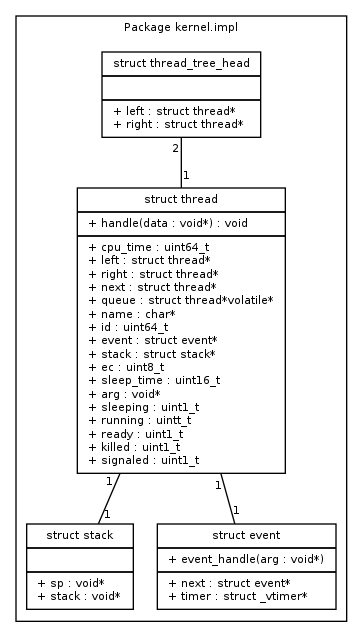 Package kernel.impl
struct thread_tree_head
+ left : struct thread*
+ right : struct thread*
2
1
struct thread
+ handle(data : void*) : void
+ cpu_time : uint64_t
+ left : struct thread*
+ right : struct thread*
+ next : struct thread*
+ queue : struct thread*volatile*
+ name : char*
+ id : uint64_t
+ event : struct event*
+ stack : struct stack*
+ ec : uint8_t
+ sleep_time : uint16_t
+ arg : void*
+ sleeping : uint1_t
+ running : uintt_t
+ ready : uint1_t
+ killed : uint1_t
+ signaled : uint1_t
1
1
1
1
struct stack
+ sp : void*
+ stack : void*
struct event
+ event_handle(arg : void*)
+ next : struct event*
+ timer : struct _vtimer*